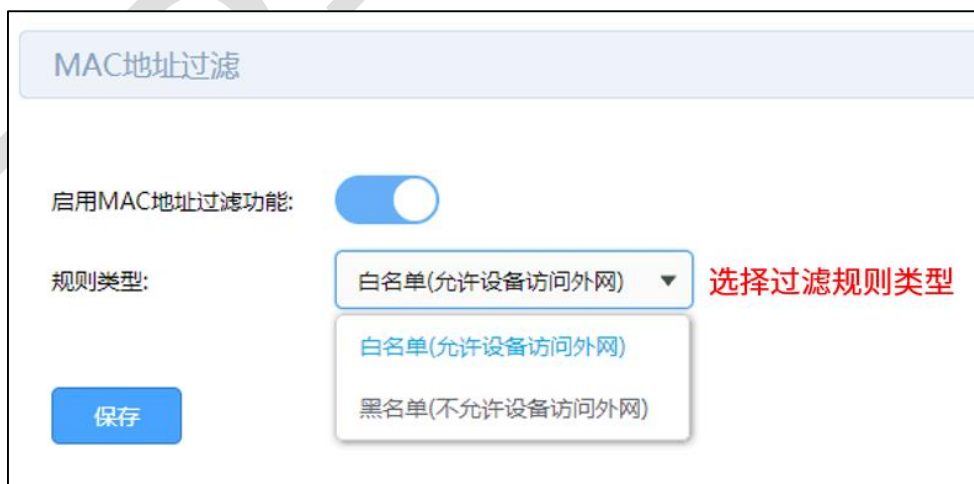 MAC地址过滤
启用MAC地址过滤功能:
规则类型:
白名单(允许设备访问外网)
选择过滤规则类型
白名单(允许设备访问外网)
黑名单(不允许设备访问外网)
保存